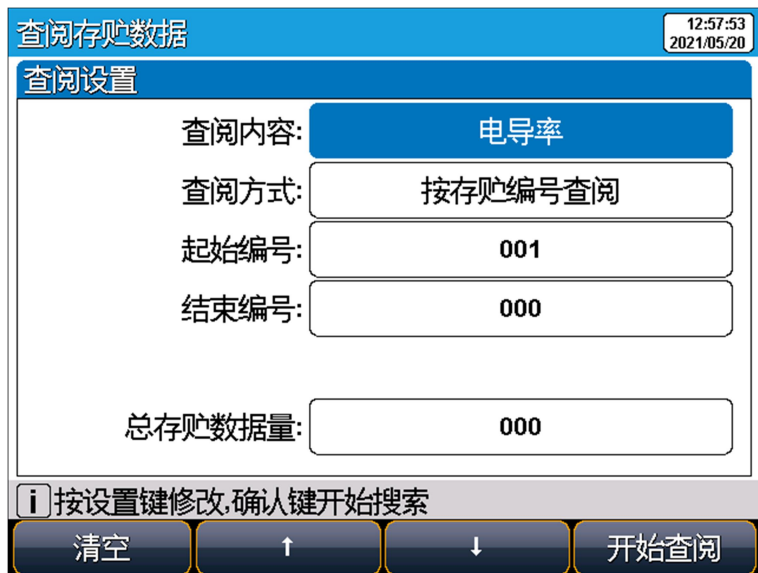 查阅存贮数据
12:57:53
2021/05/20
查阅设置
查阅内容: 电导率
查阅方式: 按存贮编号查阅
起始编号: 001
结束编号: 000
总存贮数据量: 000
i 按设置键修改,确认键开始搜索
清空 ↑ ↓ 开始查阅